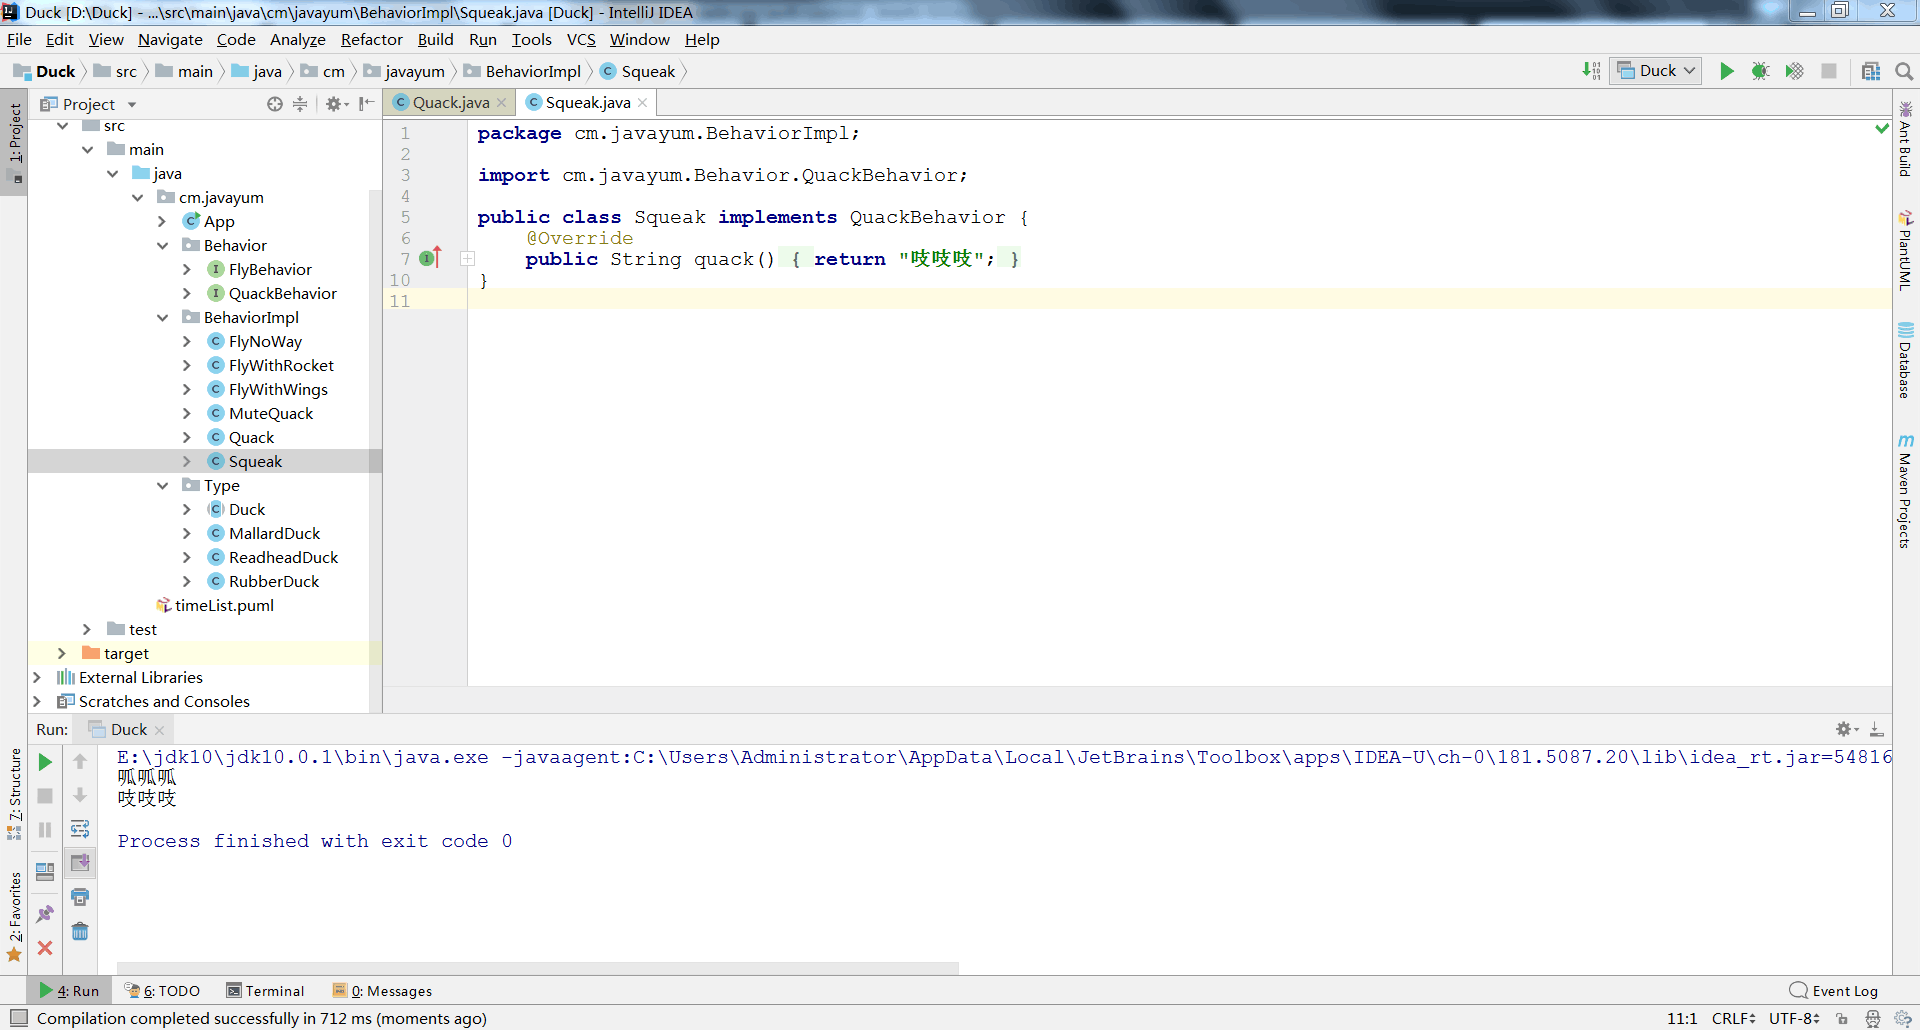 Duck [D:\Duck] - ...\src\main\java\cm\javayum\BehaviorImpl\Squeak.java [Duck] - IntelliJ IDEA
File Edit View Navigate Code Analyze Refactor Build Run Tools VCS Window Help
Duck src main java cm javayum BehaviorImpl Squeak
Duck
1: Project
Project
Quack.java Squeak.java
src
main
java
cm.javayum
App
Behavior
FlyBehavior
QuackBehavior
BehaviorImpl
FlyNoWay
FlyWithRocket
FlyWithWings
MuteQuack
Quack
Squeak
Type
Duck
MallardDuck
ReadheadDuck
RubberDuck
timeList.puml
test
target
External Libraries
Scratches and Consoles
1 package cm.javayum.BehaviorImpl;
2
3 import cm.javayum.Behavior.QuackBehavior;
4
5 public class Squeak implements QuackBehavior {
6 @Override
7 public String quack() { return "吱吱吱"; }
10 }
11
Ant Build
PlantUML
Database
Maven Projects
Run: Duck
7: Structure
2: Favorites
E:\jdk10\jdk10.0.1\bin\java.exe -javaagent:C:\Users\Administrator\AppData\Local\JetBrains\Toolbox\apps\IDEA-U\ch-0\181.5087.20\lib\idea_rt.jar=54816
呱呱呱
吱吱吱
Process finished with exit code 0
4: Run 6: TODO Terminal 0: Messages Event Log
Compilation completed successfully in 712 ms (moments ago) 11:1 CRLF UTF-8